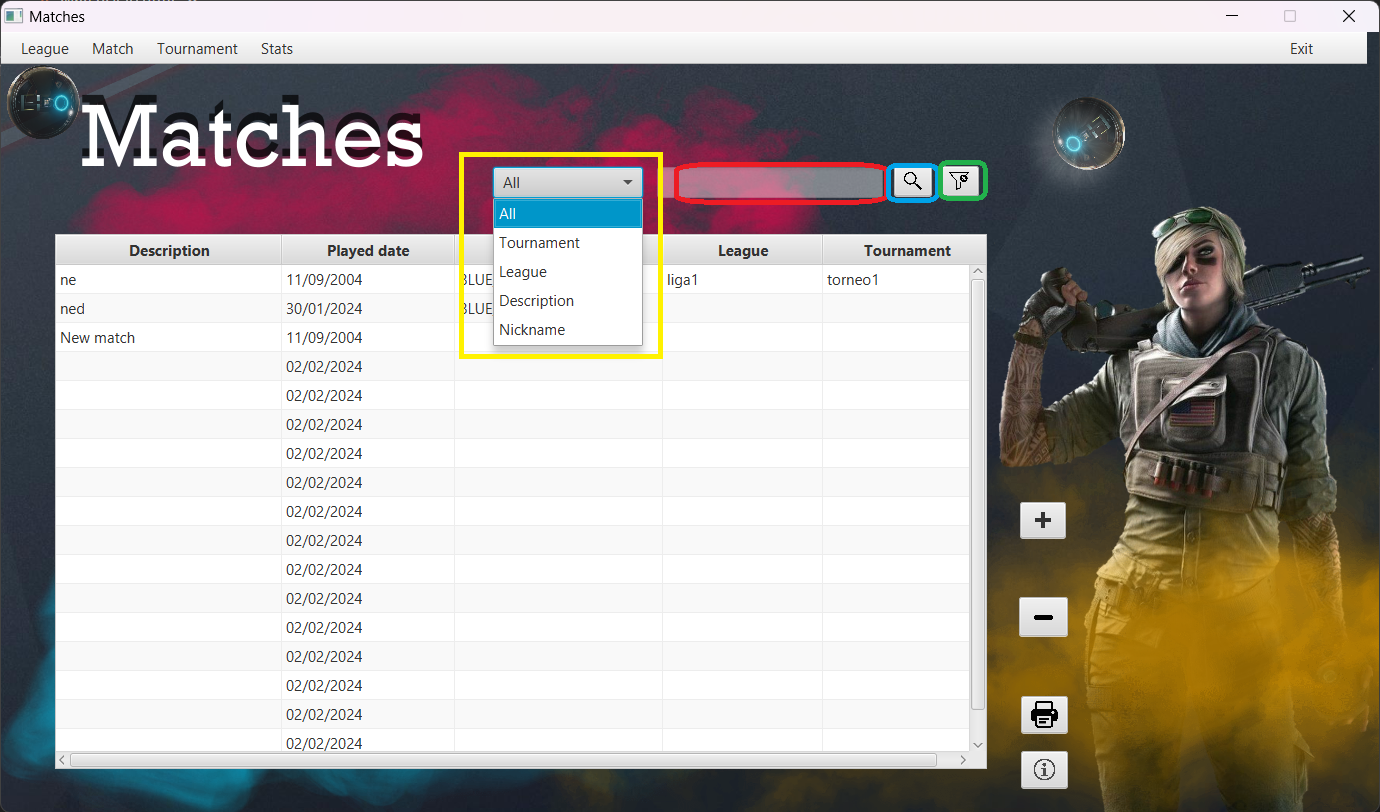 Matches
League Match Tournament Stats Exit
Matches
All
All
Tournament
League
Description
Nickname
Description Played date League Tournament
ne 11/09/2004 BLUE liga1 torneo1
ned 30/01/2024 BLUE
New match 11/09/2004
02/02/2024
02/02/2024
02/02/2024
02/02/2024
02/02/2024
02/02/2024
02/02/2024
02/02/2024
02/02/2024
02/02/2024
02/02/2024
02/02/2024
02/02/2024
02/02/2024